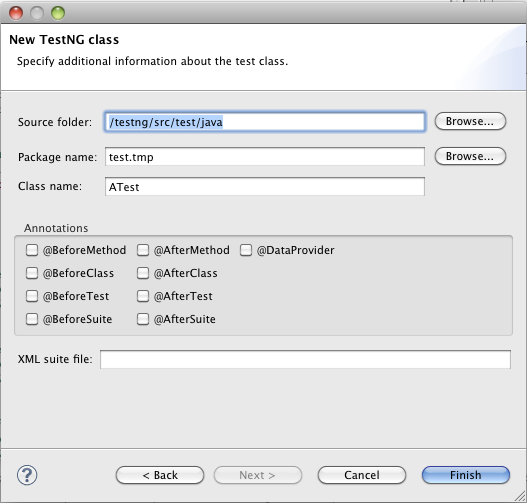 New TestNG class
Specify additional information about the test class.
Source folder: /testng/src/test/java Browse...
Package name: test.tmp Browse...
Class name: ATest
Annotations
@BeforeMethod @AfterMethod @DataProvider
@BeforeClass @AfterClass
@BeforeTest @AfterTest
@BeforeSuite @AfterSuite
XML suite file:
? < Back Next > Cancel Finish